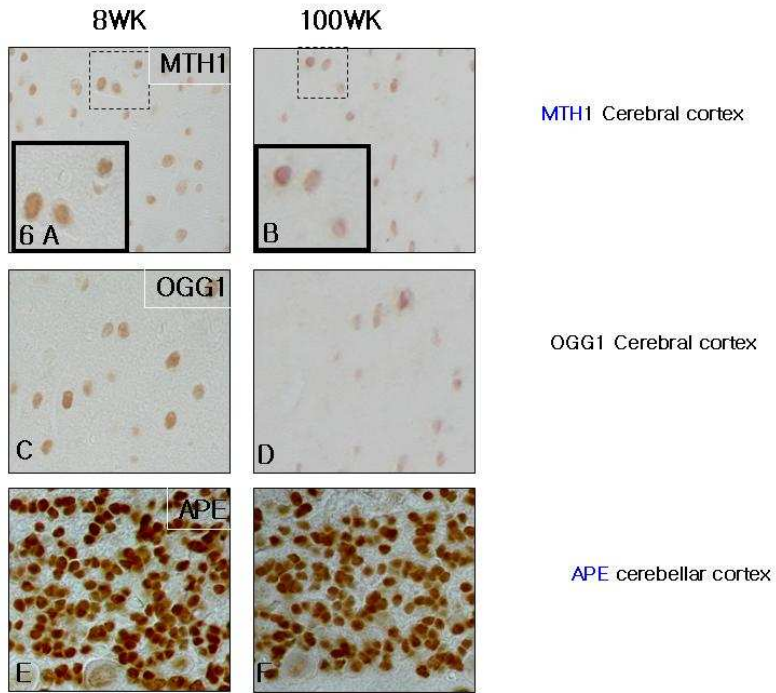 8WK 100WK
MTH1
MTH1 Cerebral cortex
6 A B
OGG1
OGG1 Cerebral cortex
C D
APE
APE cerebellar cortex
E F